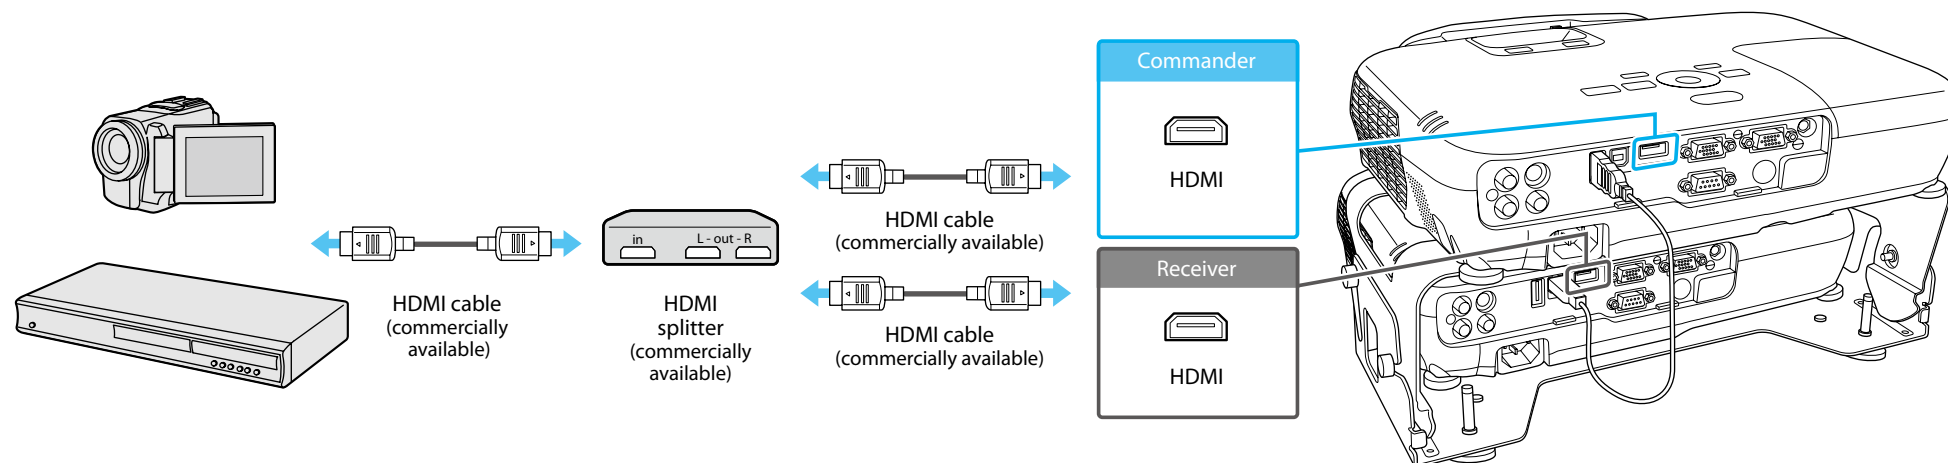 HDMI cable
(commercially
available)
in
L - out - R
HDMI
splitter
(commercially
available)
HDMI cable
(commercially available)
HDMI cable
(commercially available)
Commander
HDMI
Receiver
HDMI